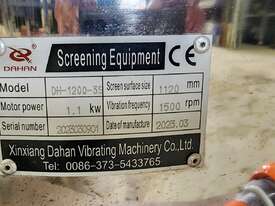 DAHAN
Screening Equipment CE
Model DH-1200-3S Screen surface size 1120 mm
Motor power 1.1 kw Vibration frequency 1500 rpm
Serial number 2023030901 Date of manufacture 2023.03
Xinxiang Dahan Vibrating Machinery Co.,Ltd.
Tel: 0086-373-5433765